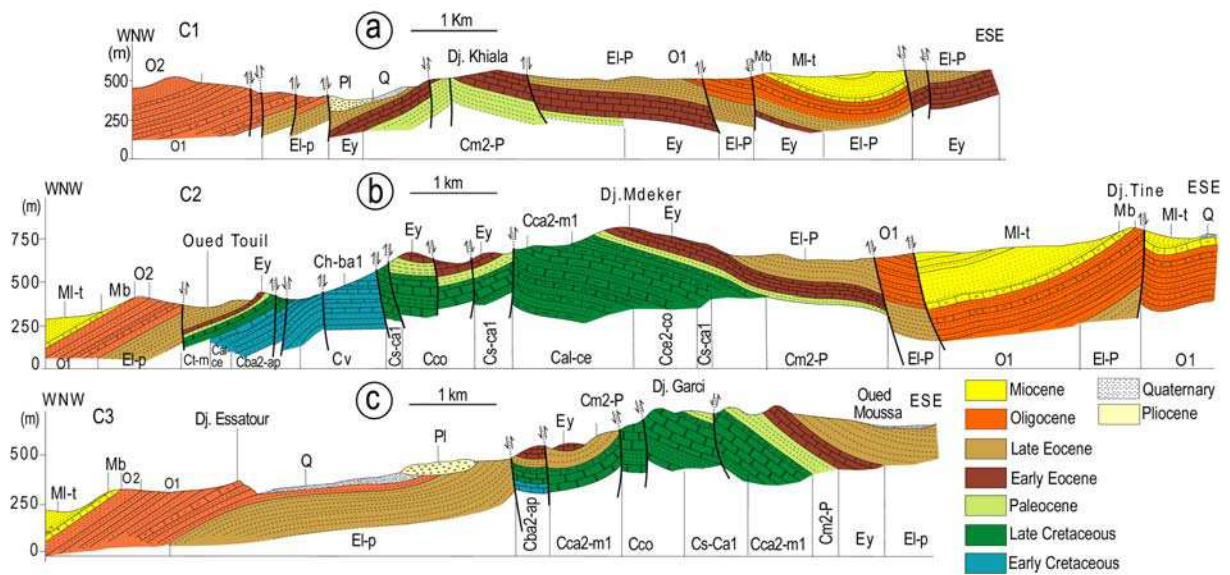 C1 a 1 Km
WNW ESE
(m) O2 Pl Q Dj. Khiala El-P O1 Mb Ml-t El-P
500
250
0
O1 El-p Ey Cm2-P Ey El-P Ey El-P Ey
C2 b 1 km
WNW Dj.Mdeker Dj.Tine ESE
(m) Oued Touil Ey Ch-ba1 Ey Ey Cca2-m1 Ey El-P O1 Ml-t Mb Ml-t Q
750
500
250
0
Ml-t Mb O2
O1 El-p Ct-m Cal-ce Cba2-ap Cv Cs-ca1 Cco Cs-ca1 Cal-ce Cce2-co Cs-ca1 Cm2-P El-P O1 El-P O1
C3 c 1 km
WNW Dj. Essatour Pl Ey Cm2-P Dj. Garci Oued Moussa ESE
(m)
500
250
0
Ml-t Mb O2 O1 Q
El-p Cba2-ap Cca2-m1 Cco Cs-Ca1 Cca2-m1 Cm2-P Ey El-p
Miocene
Oligocene
Late Eocene
Early Eocene
Paleocene
Late Cretaceous
Early Cretaceous
Quaternary
Pliocene